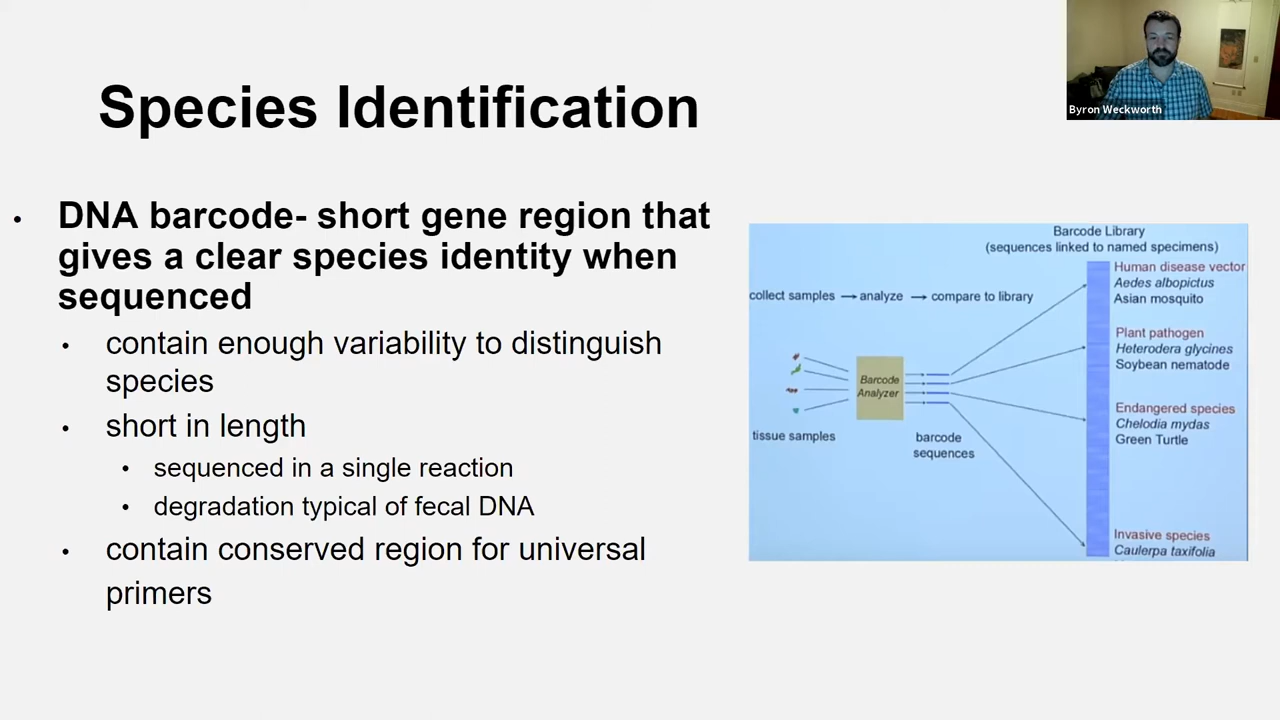 Byron Weckworth
Species Identification
• DNA barcode- short gene region that
gives a clear species identity when
sequenced
• contain enough variability to distinguish
species
• short in length
• sequenced in a single reaction
• degradation typical of fecal DNA
• contain conserved region for universal
primers
Barcode Library
(sequences linked to named specimens)
collect samples → analyze → compare to library
tissue samples
Barcode
Analyzer
barcode
sequences
Human disease vector
Aedes albopictus
Asian mosquito
Plant pathogen
Heterodera glycines
Soybean nematode
Endangered species
Chelodia mydas
Green Turtle
Invasive species
Caulerpa taxifolia